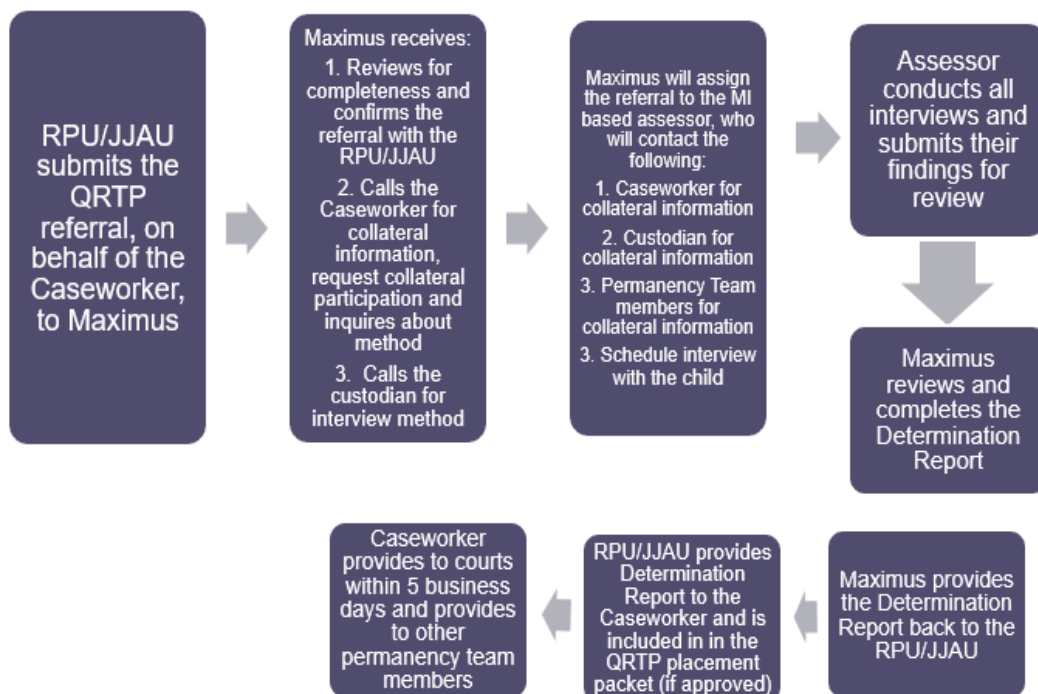 RPU/JJAU
submits the
QRTP
referral, on
behalf of the
Caseworker,
to Maximus
Maximus receives:
1. Reviews for
completeness and
confirms the
referral with the
RPU/JJAU
2. Calls the
Caseworker for
collateral
information,
request collateral
participation and
inquires about
method
3. Calls the
custodian for
interview method
Maximus will assign
the referral to the MI
based assessor, who
will contact the
following:
1. Caseworker for
collateral information
2. Custodian for
collateral information
3. Permanency Team
members for
collateral information
3. Schedule interview
with the child
Assessor
conducts all
interviews and
submits their
findings for
review
Maximus
reviews and
completes the
Determination
Report
Maximus provides
the Determination
Report back to the
RPU/JJAU
RPU/JJAU provides
Determination
Report to the
Caseworker and is
included in in the
QRTP placement
packet (if approved)
Caseworker
provides to courts
within 5 business
days and provides
to other
permanency team
members